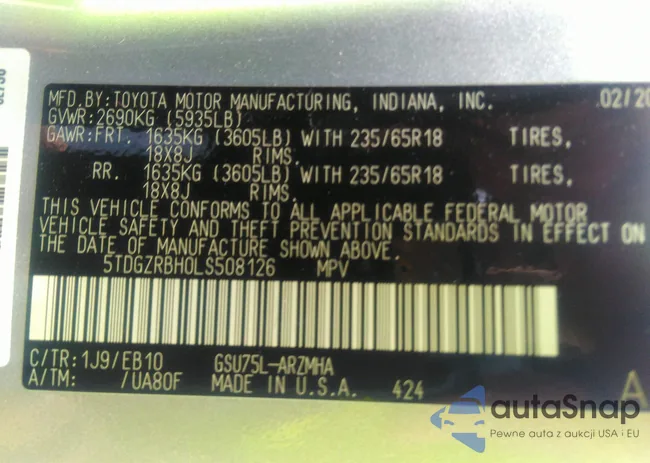 MFD.BY:TOYOTA MOTOR MANUFACTURING, INDIANA, INC. 02/20
GVWR:2690KG (5935LB)
GAWR:FRT. 1635KG (3605LB) WITH 235/65R18 TIRES,
18X8J RIMS.
RR. 1635KG (3605LB) WITH 235/65R18 TIRES,
18X8J RIMS.
THIS VEHICLE CONFORMS TO ALL APPLICABLE FEDERAL MOTOR
VEHICLE SAFETY AND THEFT PREVENTION STANDARDS IN EFFECT ON
THE DATE OF MANUFACTURE SHOWN ABOVE.
5TDGZRBH0LS508126 MPV
C/TR:1J9/EB10 GSU75L-ARZMHA
A/TM: /UA80F MADE IN U.S.A. 424 A
autaSnap
Pewne auta z aukcji USA i EU